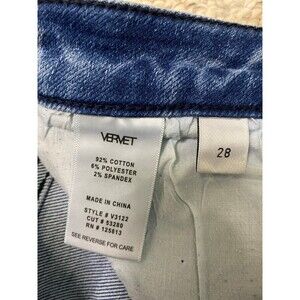 VERVET
92% COTTON
6% POLYESTER
2% SPANDEX
MADE IN CHINA
STYLE # V3122
CUT # 53280
RN # 125813
SEE REVERSE FOR CARE
28